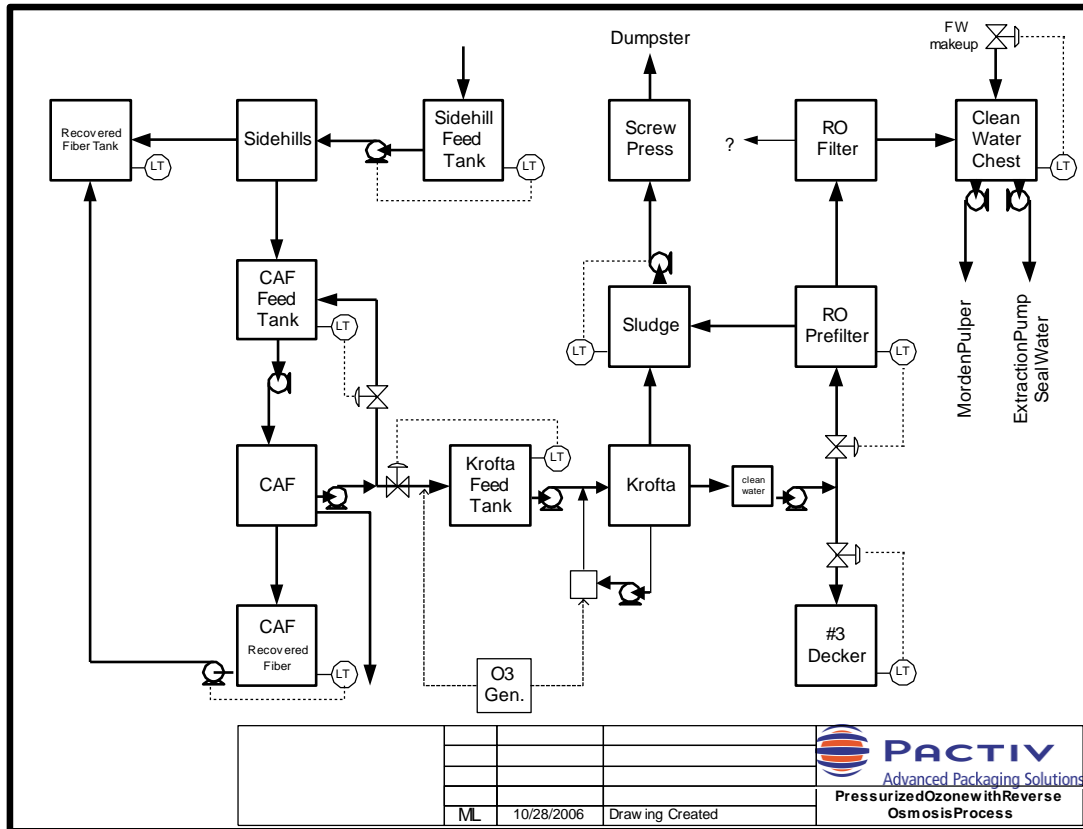 FW
makeup
Dumpster
Recovered
Fiber Tank
LT
Sidehills
Sidehill
Feed
Tank
LT
Screw
Press
?
RO
Filter
Clean
Water
Chest
LT
CAF
Feed
Tank
LT
Sludge
LT
RO
Prefilter
LT
MordenPulper
ExtractionPump
SealWater
CAF
Krofta
Feed
Tank
LT
Krofta
clean
water
CAF
Recovered
Fiber
LT
O3
Gen.
#3
Decker
LT
PACTIV
Advanced Packaging Solutions
PressurizedOzonewithReverse
OsmosisProcess
ML 10/28/2006 Drawing Created